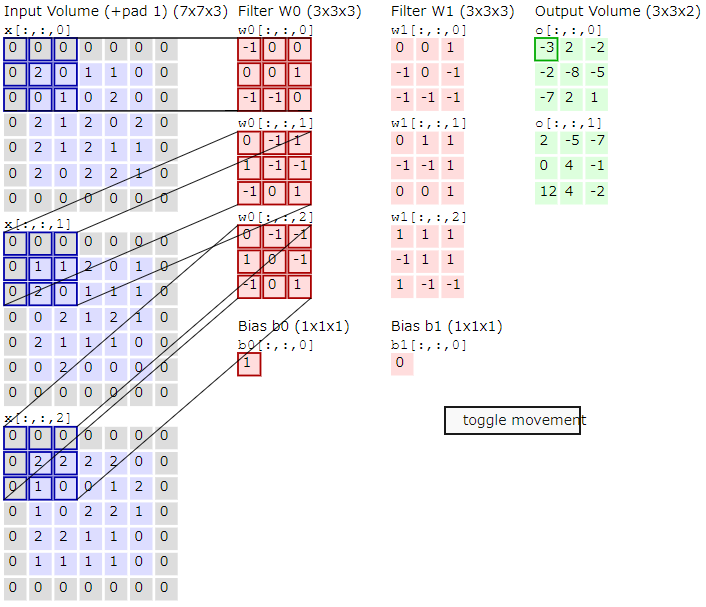 Input Volume (+pad 1) (7x7x3)
x[:,:,0]
0 0 0 0 0 0 0
0 2 0 1 1 0 0
0 0 1 0 2 0 0
0 2 1 2 0 2 0
0 2 1 2 1 1 0
0 2 0 2 2 1 0
0 0 0 0 0 0 0
x[:,:,1]
0 0 0 0 0 0 0
0 1 1 2 0 1 0
0 2 0 1 1 1 0
0 0 2 1 2 1 0
0 2 1 1 1 0 0
0 0 2 0 0 0 0
0 0 0 0 0 0 0
x[:,:,2]
0 0 0 0 0 0 0
0 2 2 2 2 0 0
0 1 0 0 1 2 0
0 1 0 2 2 1 0
0 2 2 1 1 0 0
0 1 1 1 1 0 0
0 0 0 0 0 0 0
Filter W0 (3x3x3)
w0[:,:,0]
-1 0 0
0 0 1
-1 -1 0
w0[:,:,1]
0 -1 1
1 -1 -1
-1 0 1
w0[:,:,2]
0 -1 -1
1 0 -1
-1 0 1
Bias b0 (1x1x1)
b0[:,:,0]
1
Filter W1 (3x3x3)
w1[:,:,0]
0 0 1
-1 0 -1
-1 -1 -1
w1[:,:,1]
0 1 1
-1 -1 1
0 0 1
w1[:,:,2]
1 1 1
-1 1 1
1 -1 -1
Bias b1 (1x1x1)
b1[:,:,0]
0
Output Volume (3x3x2)
o[:,:,0]
-3 2 -2
-2 -8 -5
-7 2 1
o[:,:,1]
2 -5 -7
0 4 -1
12 4 -2
toggle movement